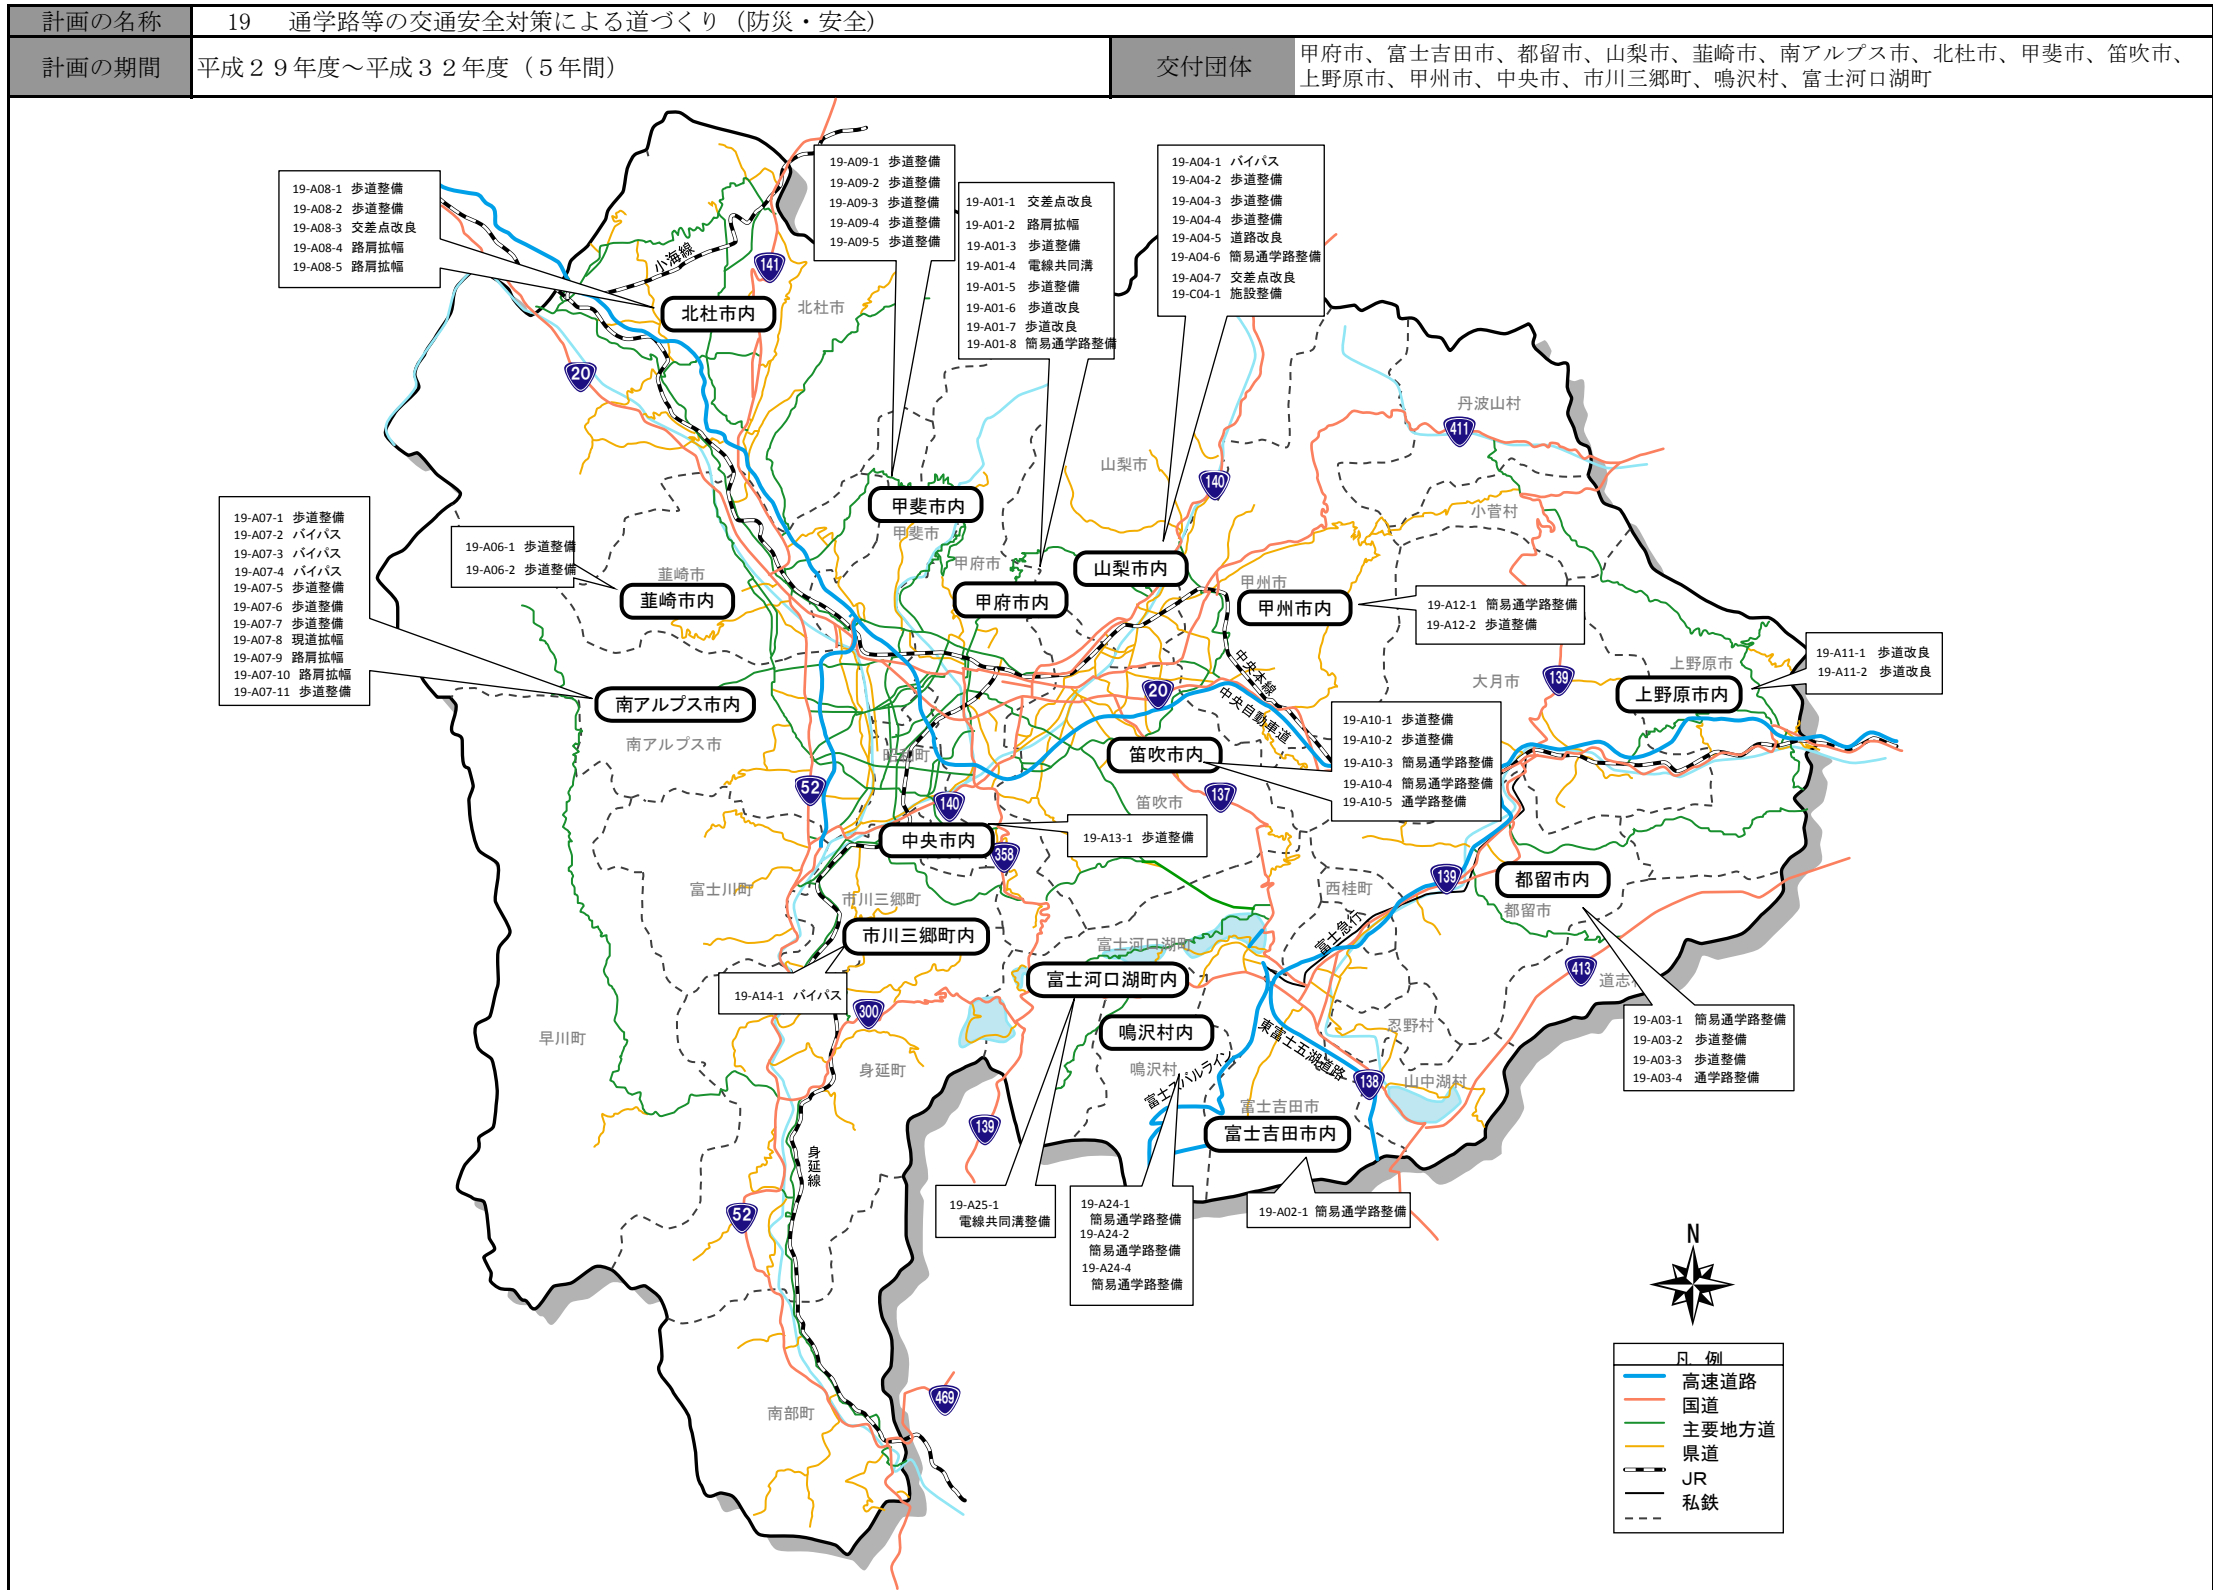 計画の名称
19 通学路等の交通安全対策による道づくり（防災・安全）
計画の期間
平成２９年度～平成３２年度（５年間）
交付団体
甲府市、富士吉田市、都留市、山梨市、韮崎市、南アルプス市、北杜市、甲斐市、笛吹市、
上野原市、甲州市、中央市、市川三郷町、鳴沢村、富士河口湖町
19-A08-1 歩道整備
19-A08-2 歩道整備
19-A08-3 交差点改良
19-A08-4 路肩拡幅
19-A08-5 路肩拡幅
19-A09-1 歩道整備
19-A09-2 歩道整備
19-A09-3 歩道整備
19-A09-4 歩道整備
19-A09-5 歩道整備
19-A01-1 交差点改良
19-A01-2 路肩拡幅
19-A01-3 歩道整備
19-A01-4 電線共同溝
19-A01-5 歩道整備
19-A01-6 歩道改良
19-A01-7 歩道改良
19-A01-8 簡易通学路整備
19-A04-1 バイパス
19-A04-2 歩道整備
19-A04-3 歩道整備
19-A04-4 歩道整備
19-A04-5 道路改良
19-A04-6 簡易通学路整備
19-A04-7 交差点改良
19-C04-1 施設整備
小海線
141
北杜市内
北杜市
20
丹波山村
411
山梨市
140
甲斐市内
甲斐市
小菅村
19-A07-1 歩道整備
19-A07-2 バイパス
19-A07-3 バイパス
19-A07-4 バイパス
19-A07-5 歩道整備
19-A07-6 歩道整備
19-A07-7 歩道整備
19-A07-8 現道拡幅
19-A07-9 路肩拡幅
19-A07-10 路肩拡幅
19-A07-11 歩道整備
19-A06-1 歩道整備
19-A06-2 歩道整備
韮崎市
韮崎市内
甲府市
甲府市内
山梨市内
甲州市
甲州市内
19-A12-1 簡易通学路整備
19-A12-2 歩道整備
19-A11-1 歩道改良
19-A11-2 歩道改良
上野原市
上野原市内
大月市
139
中央本線
中央自動車道
20
南アルプス市内
南アルプス市
昭和町
笛吹市内
19-A10-1 歩道整備
19-A10-2 歩道整備
19-A10-3 簡易通学路整備
19-A10-4 簡易通学路整備
19-A10-5 通学路整備
52
140
笛吹市
137
中央市内
19-A13-1 歩道整備
358
富士川町
市川三郷町
市川三郷町内
西桂町
139
都留市内
都留市
富士急行
富士河口湖町
富士河口湖町内
413
道志
19-A14-1 バイパス
300
鳴沢村内
東富士五湖道路
忍野村
19-A03-1 簡易通学路整備
19-A03-2 歩道整備
19-A03-3 歩道整備
19-A03-4 通学路整備
早川町
身延町
鳴沢村
富士スバルライン
138
山中湖村
富士吉田市
富士吉田市内
139
身延線
52
19-A25-1
電線共同溝整備
19-A24-1
簡易通学路整備
19-A24-2
簡易通学路整備
19-A24-4
簡易通学路整備
19-A02-1 簡易通学路整備
N
469
南部町
凡 例
高速道路
国道
主要地方道
県道
JR
私鉄